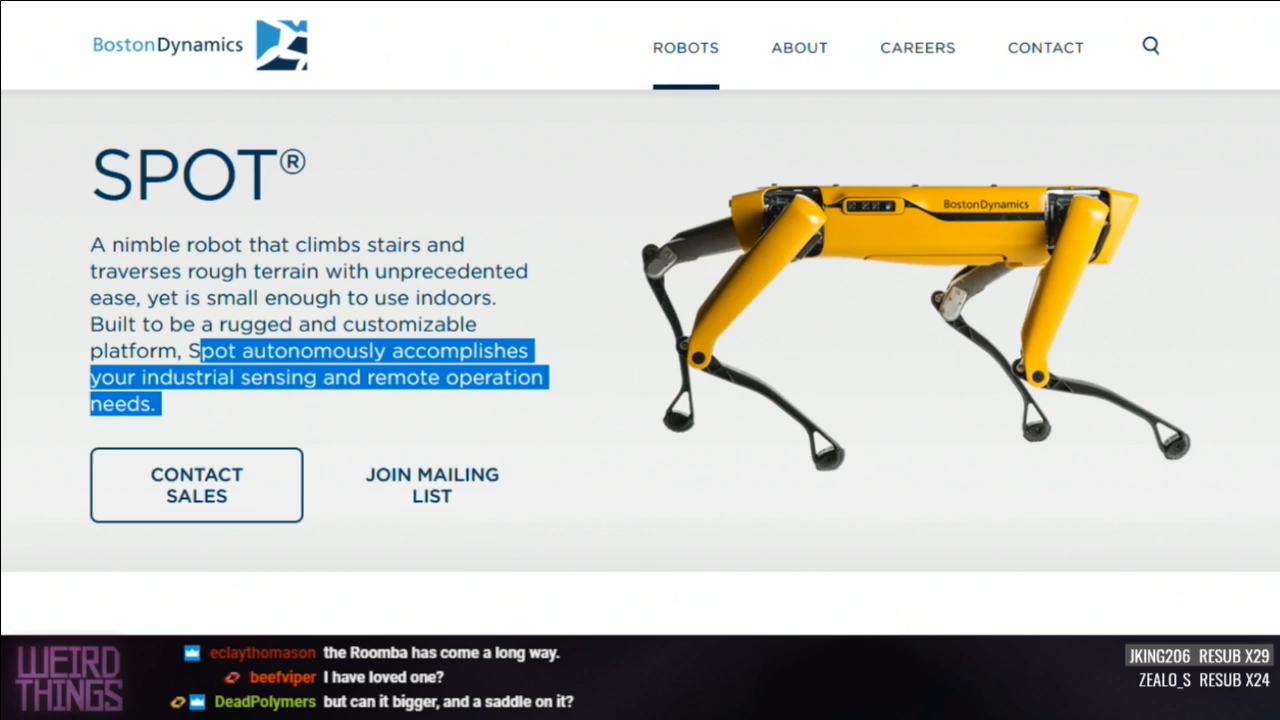 BostonDynamics
ROBOTS ABOUT CAREERS CONTACT
SPOT®
A nimble robot that climbs stairs and
traverses rough terrain with unprecedented
ease, yet is small enough to use indoors.
Built to be a rugged and customizable
platform, Spot autonomously accomplishes
your industrial sensing and remote operation
needs.
CONTACT
SALES
JOIN MAILING
LIST
BostonDynamics
WEIRD
THINGS
eclaythomason the Roomba has come a long way.
beefviper I have loved one?
DeadPolymers but can it bigger, and a saddle on it?
JKING206 RESUB X29
ZEALO_S RESUB X24